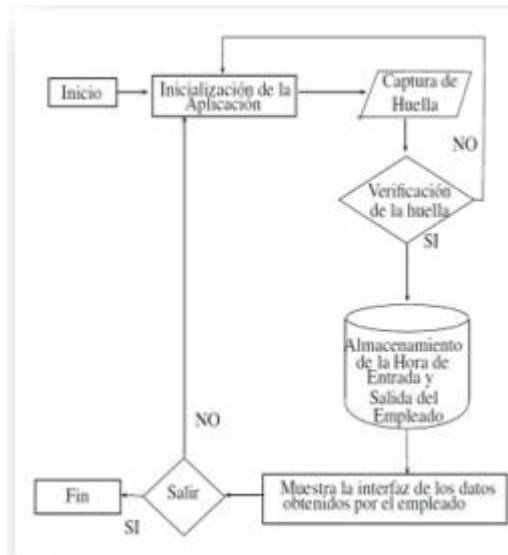 Inicio
Inicialización de la
Aplicación
Captura de
Huella
NO
Verificación
de la huella
SI
Almacenamiento
de la Hora de
Entrada y
Salida del
Empleado
NO
Fin
Salir
SI
Muestra la interfaz de los datos
obtenidos por el empleado